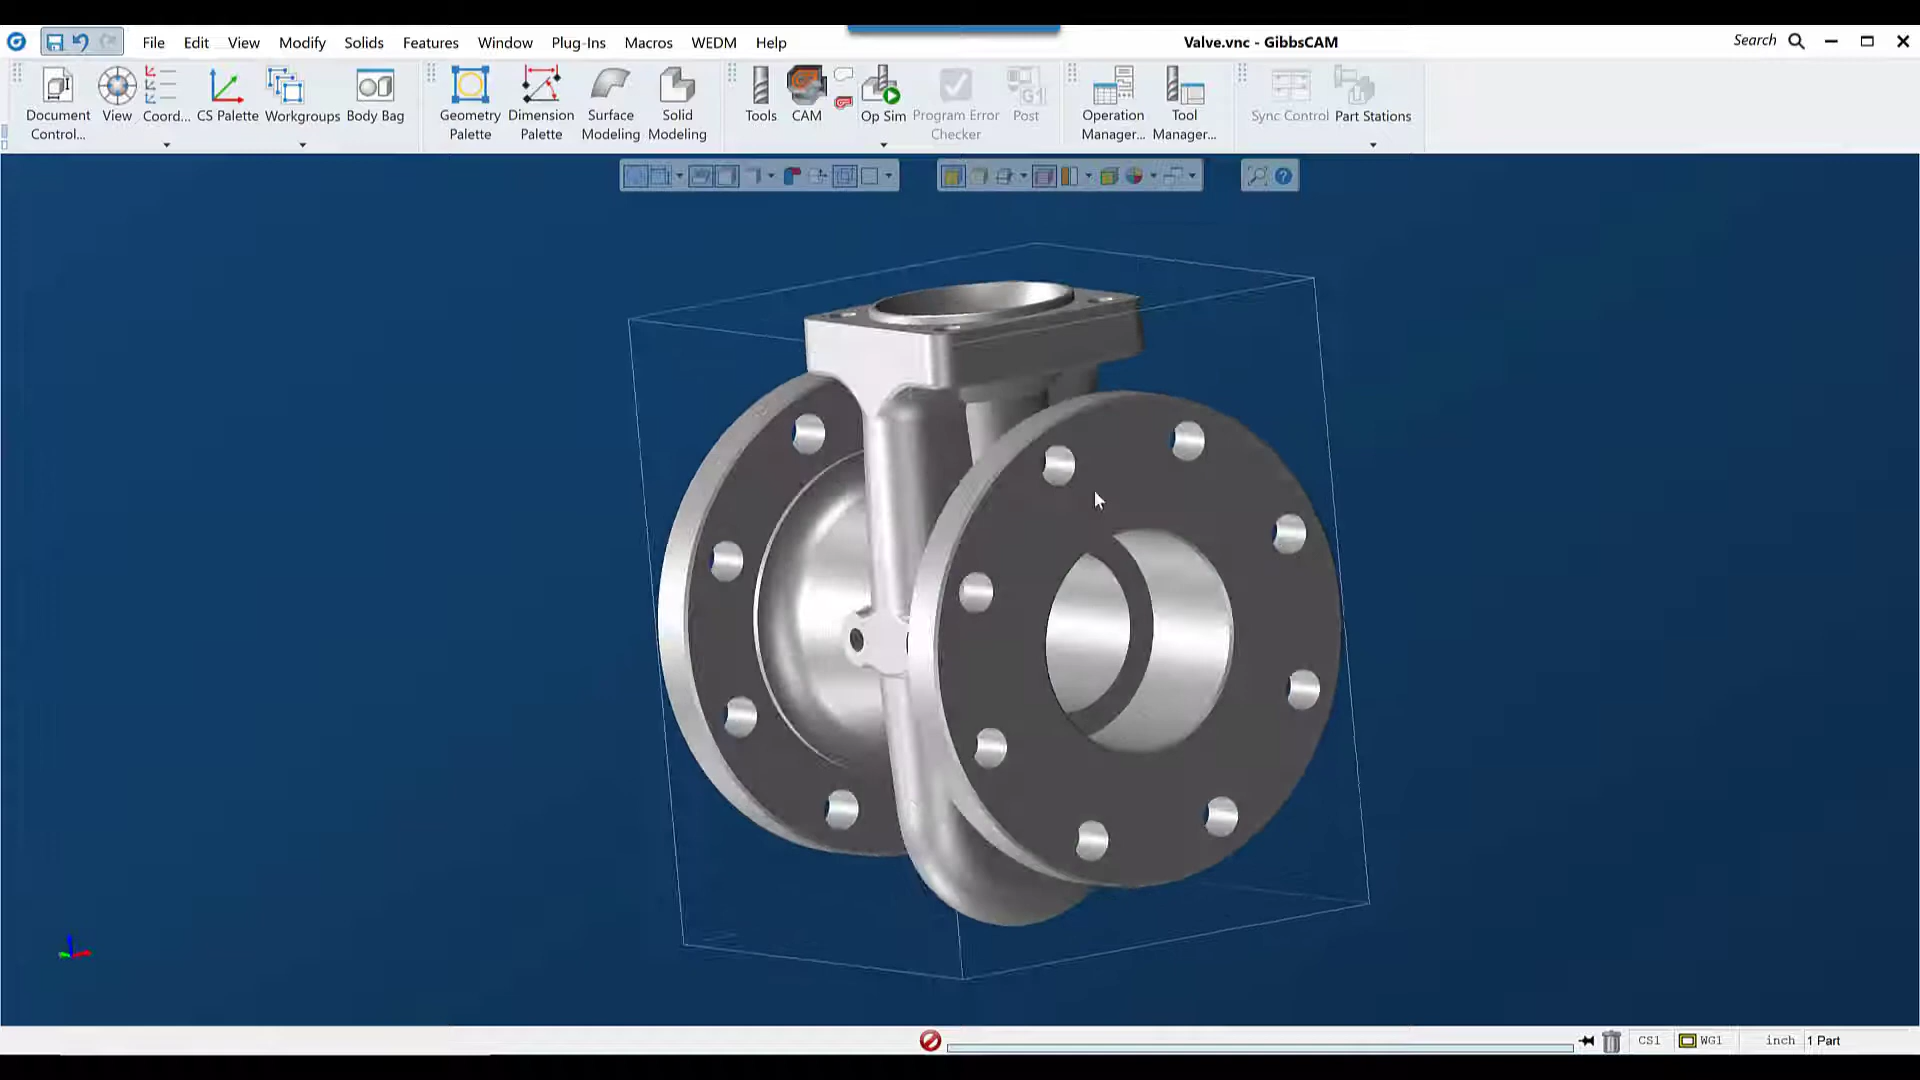 Valve.vnc - GibbsCAM
Search
File Edit View Modify Solids Features Window Plug-Ins Macros WEDM Help
Document Control...
View
Coord...
CS Palette
Workgroups
Body Bag
Geometry Palette
Dimension Palette
Surface Modeling
Solid Modeling
Tools
CAM
Op Sim
Program Error Checker
G1
Post
Operation Manager...
Tool Manager...
Sync Control
Part Stations
?
CS1
WG1
inch
1 Part